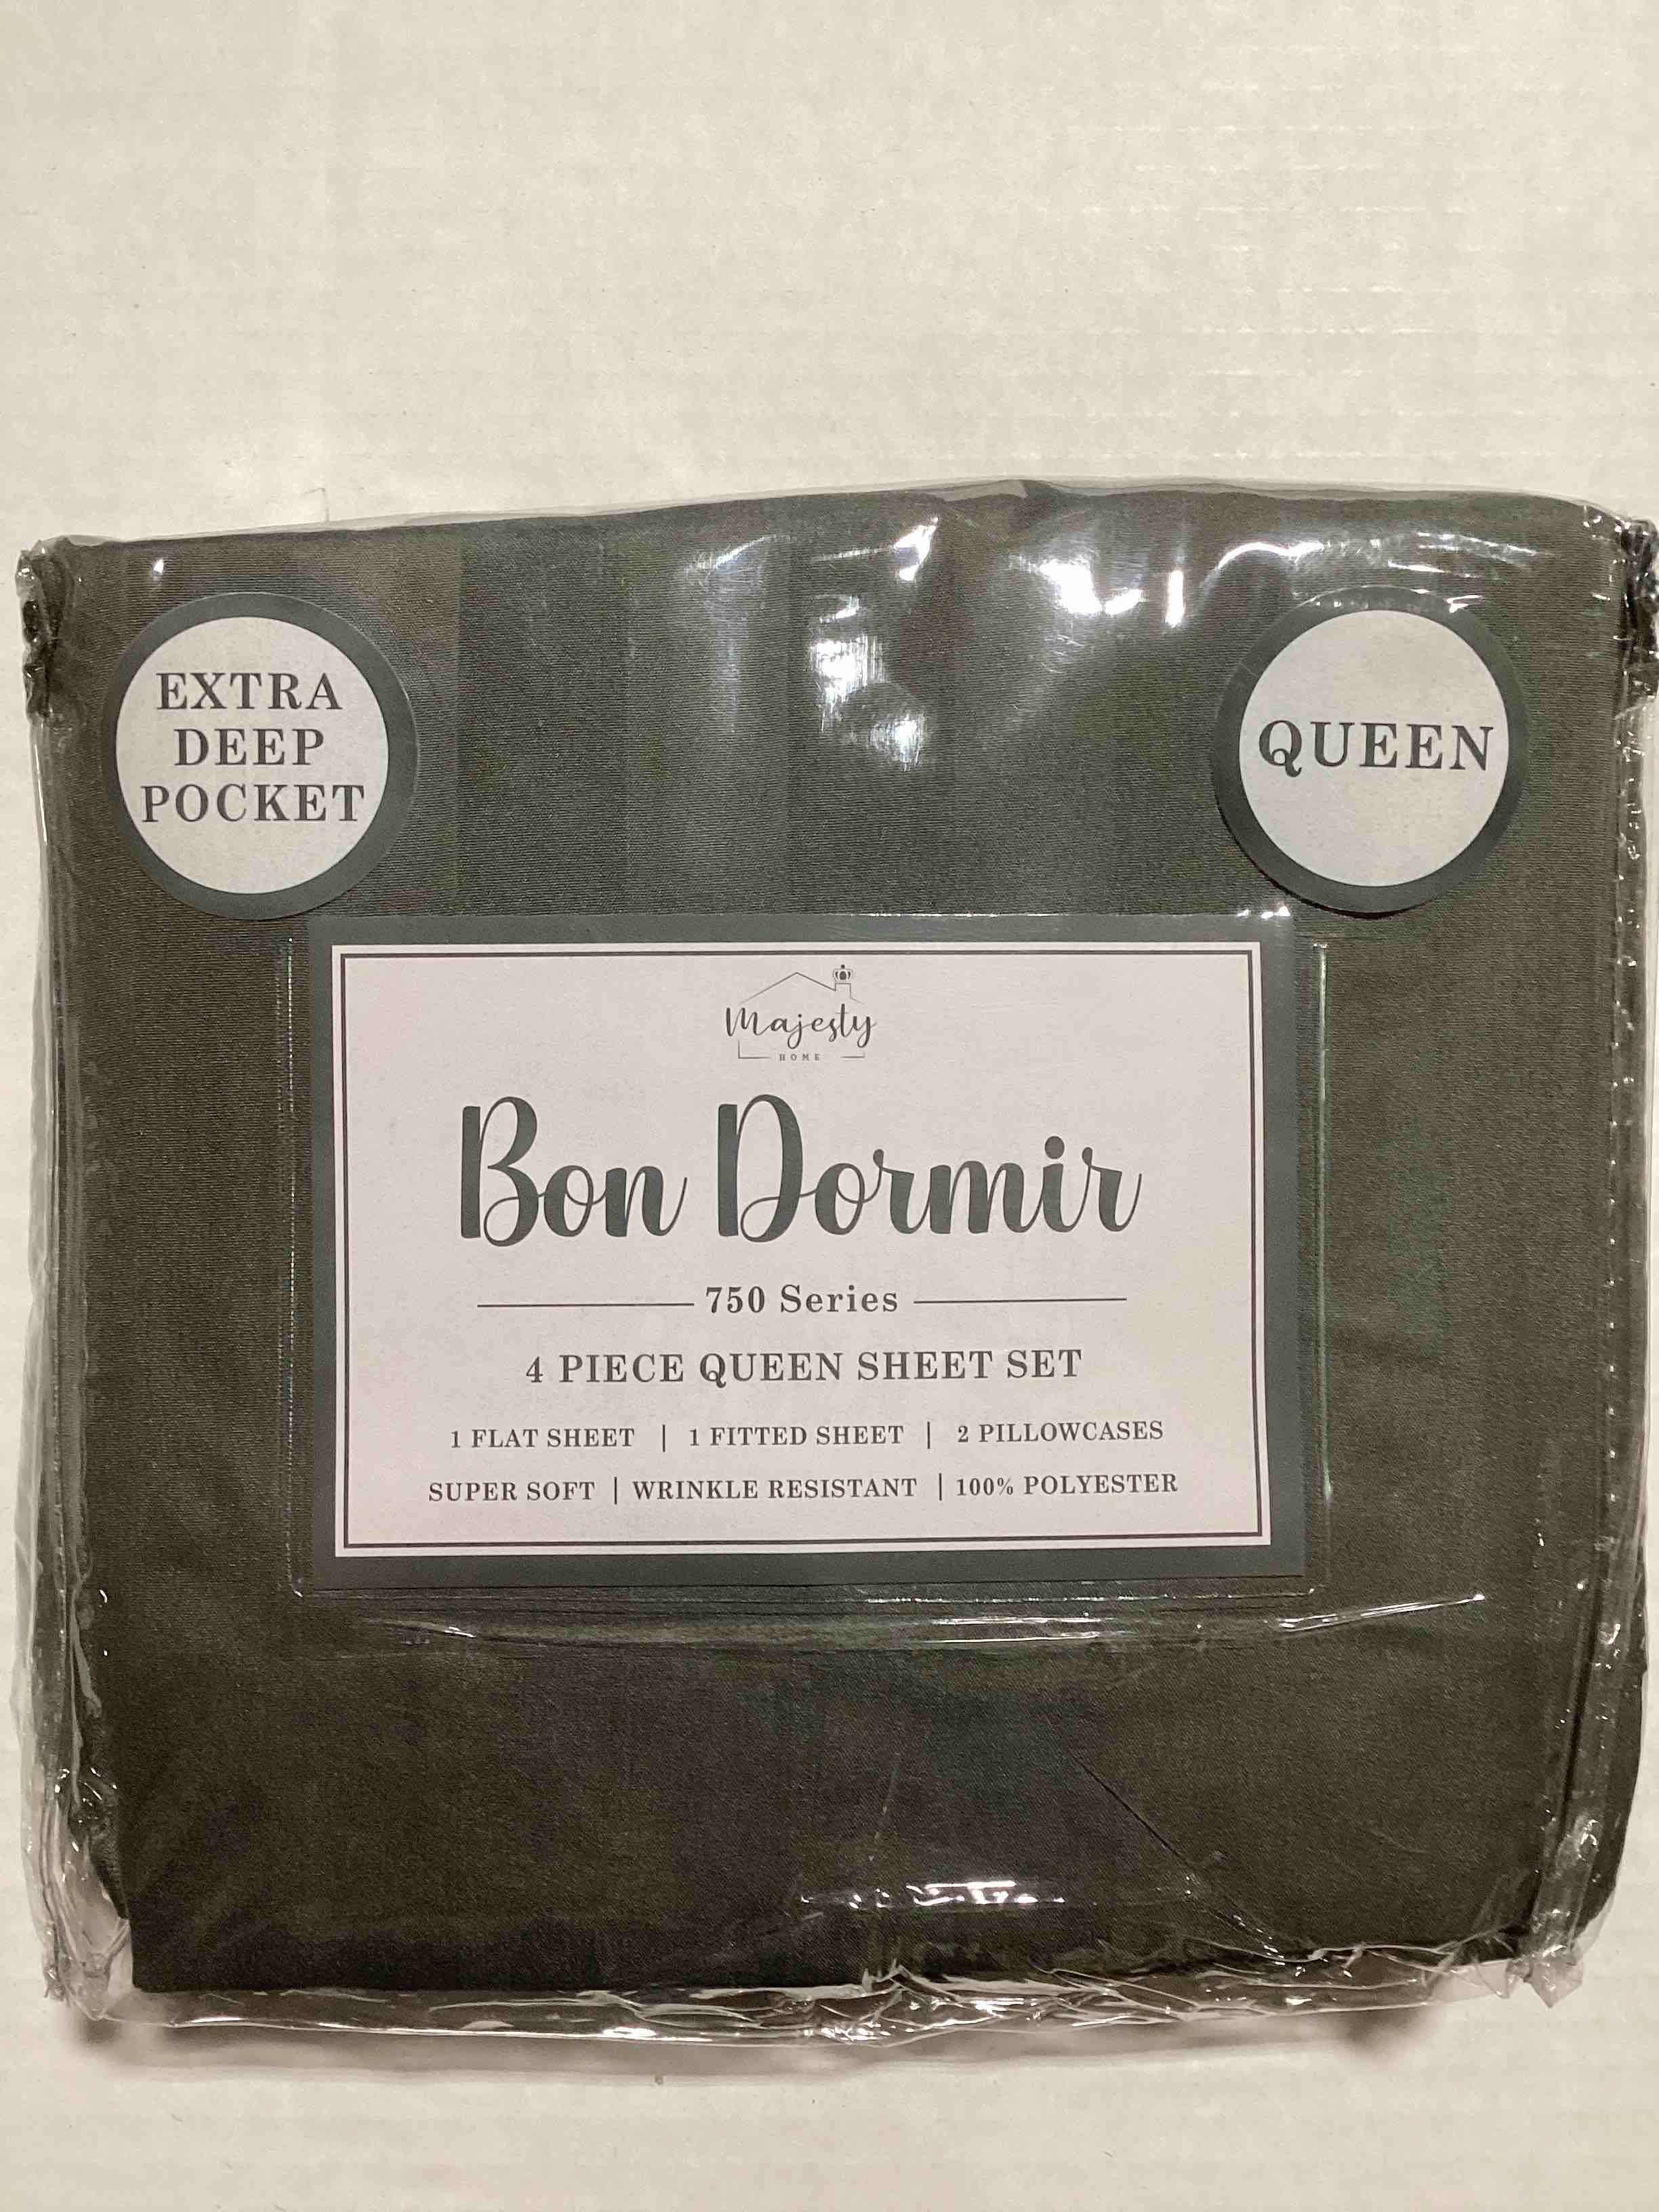 EXTRA
DEEP
POCKET
QUEEN
Majesty
HOME
Bon Dormir
750 Series
4 PIECE QUEEN SHEET SET
1 FLAT SHEET | 1 FITTED SHEET | 2 PILLOWCASES
SUPER SOFT | WRINKLE RESISTANT | 100% POLYESTER